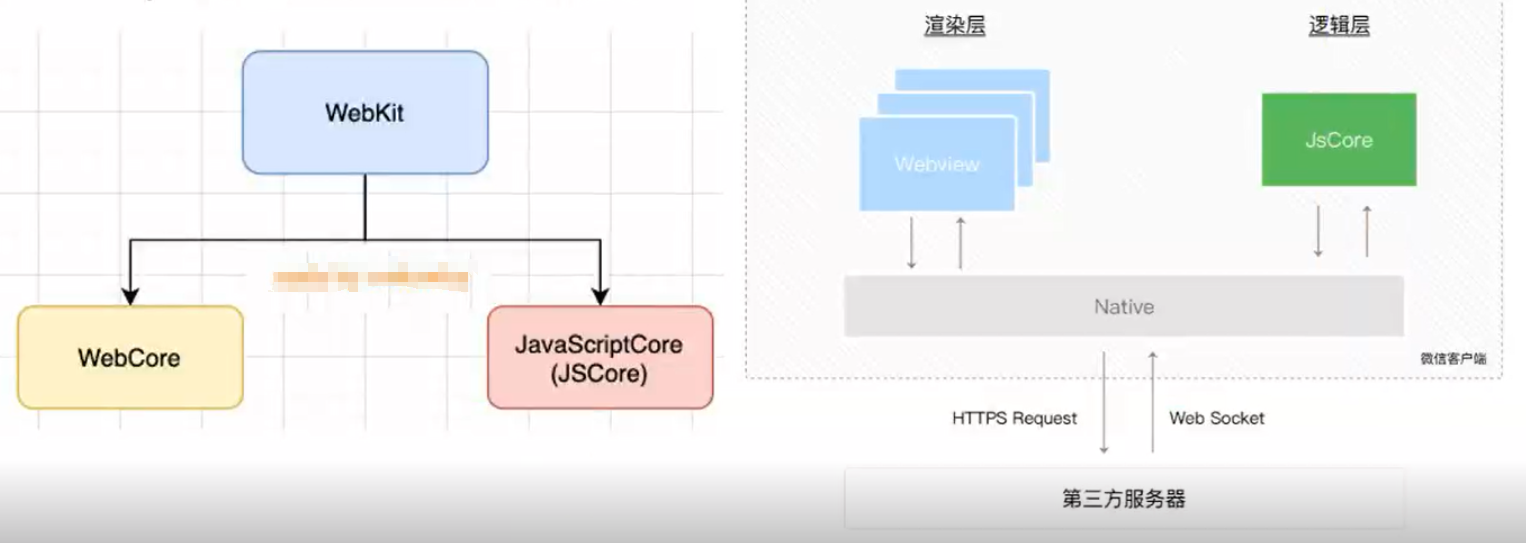 WebKit
WebCore
JavaScriptCore
(JSCore)
渲染层
逻辑层
Webview
JsCore
Native
微信客户端
HTTPS Request
Web Socket
第三方服务器